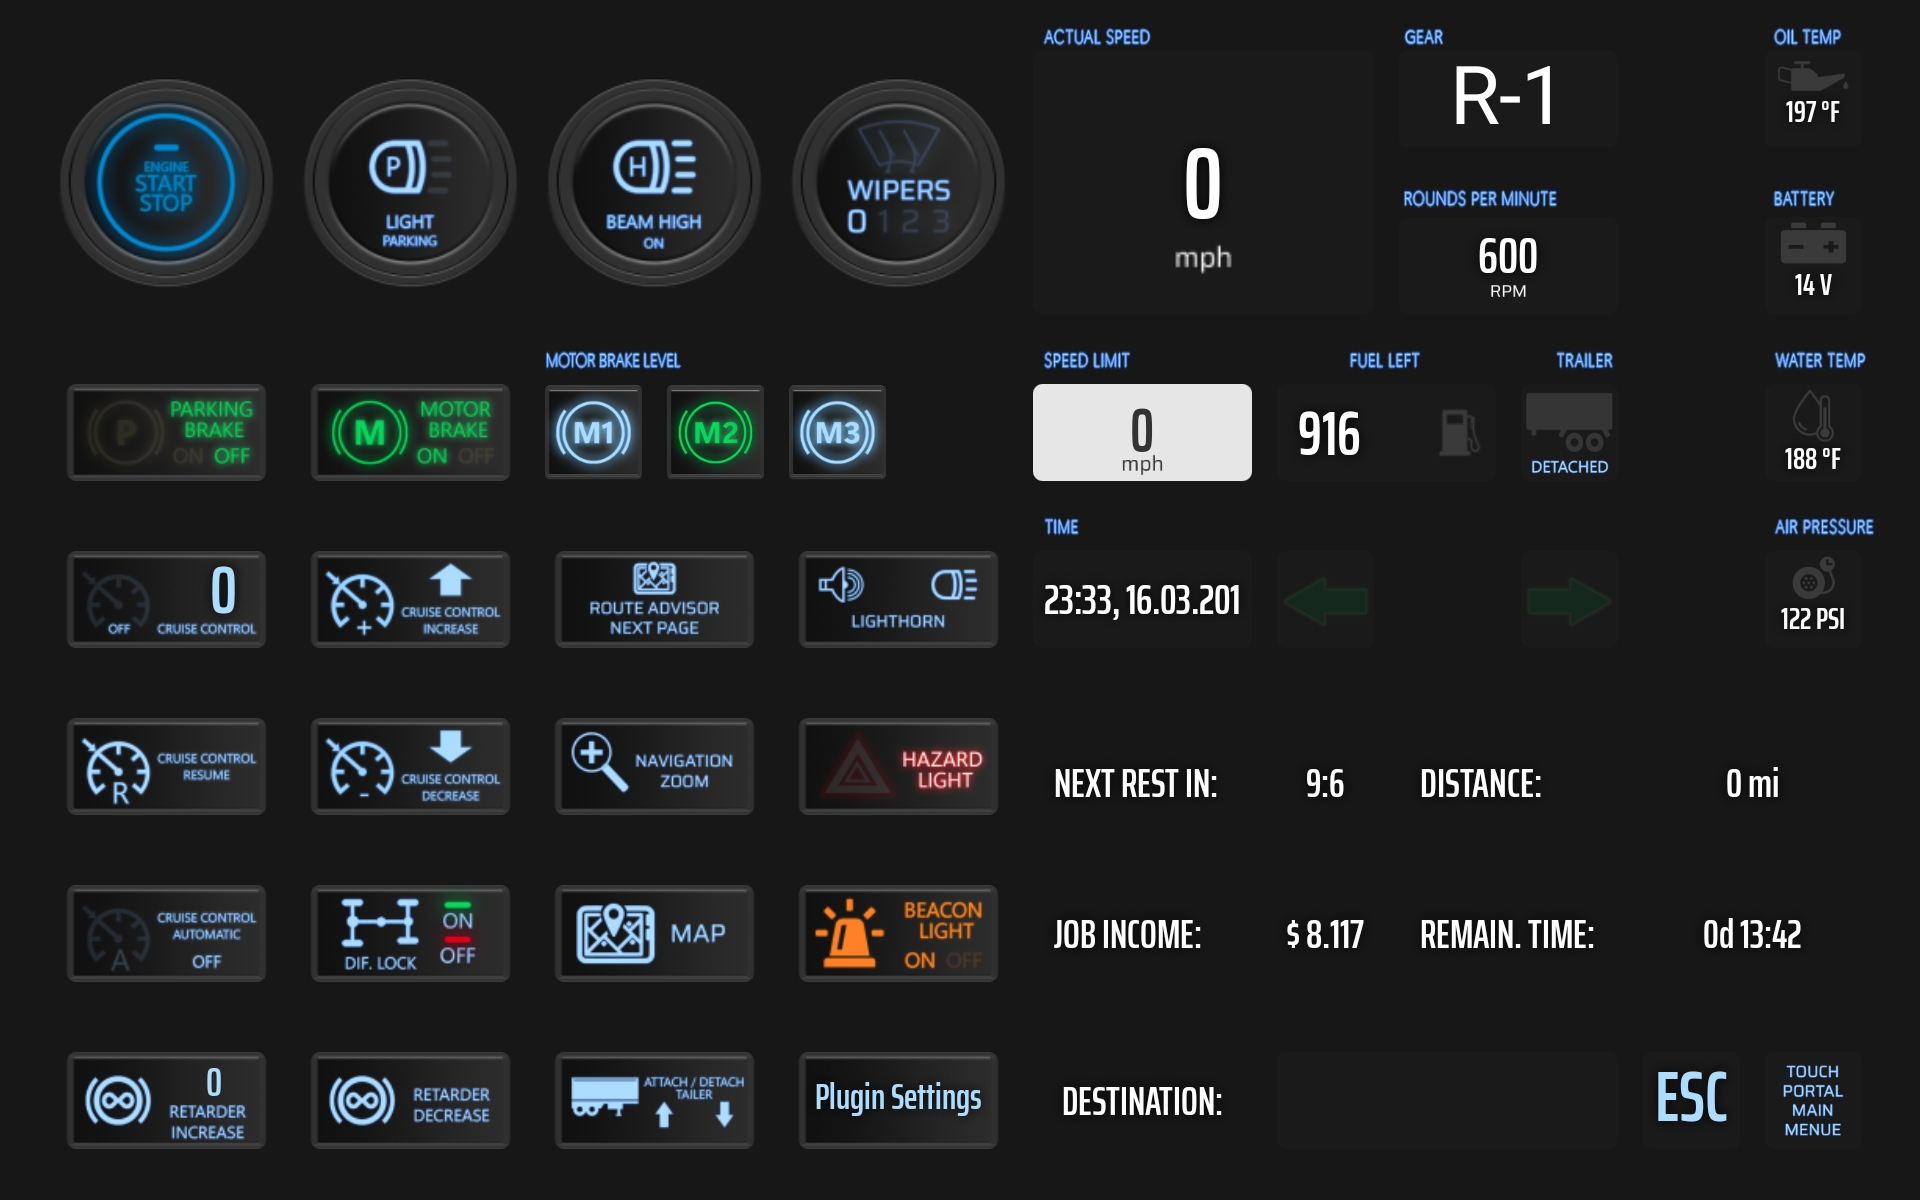 ACTUAL SPEED
GEAR
OIL TEMP
R-1
197 °F
ENGINE
START
STOP
P
LIGHT
PARKING
H
BEAM HIGH
ON
WIPERS
0 1 2 3
0
mph
ROUNDS PER MINUTE
600
RPM
BATTERY
14 V
MOTOR BRAKE LEVEL
SPEED LIMIT
FUEL LEFT
TRAILER
WATER TEMP
P
PARKING
BRAKE
ON OFF
M
MOTOR
BRAKE
ON OFF
M1
M2
M3
0
mph
916
DETACHED
188 °F
TIME
AIR PRESSURE
0
OFF
CRUISE CONTROL
+
CRUISE CONTROL
INCREASE
ROUTE ADVISOR
NEXT PAGE
LIGHTHORN
23:33, 16.03.201
122 PSI
R
CRUISE CONTROL
RESUME
-
CRUISE CONTROL
DECREASE
NAVIGATION
ZOOM
HAZARD
LIGHT
NEXT REST IN:
9:6
DISTANCE:
0 mi
A
CRUISE CONTROL
AUTOMATIC
OFF
DIF. LOCK
ON
OFF
MAP
BEACON
LIGHT
ON OFF
JOB INCOME:
$ 8.117
REMAIN. TIME:
0d 13:42
0
RETARDER
INCREASE
RETARDER
DECREASE
ATTACH / DETACH
TAILER
Plugin Settings
DESTINATION:
ESC
TOUCH
PORTAL
MAIN
MENUE